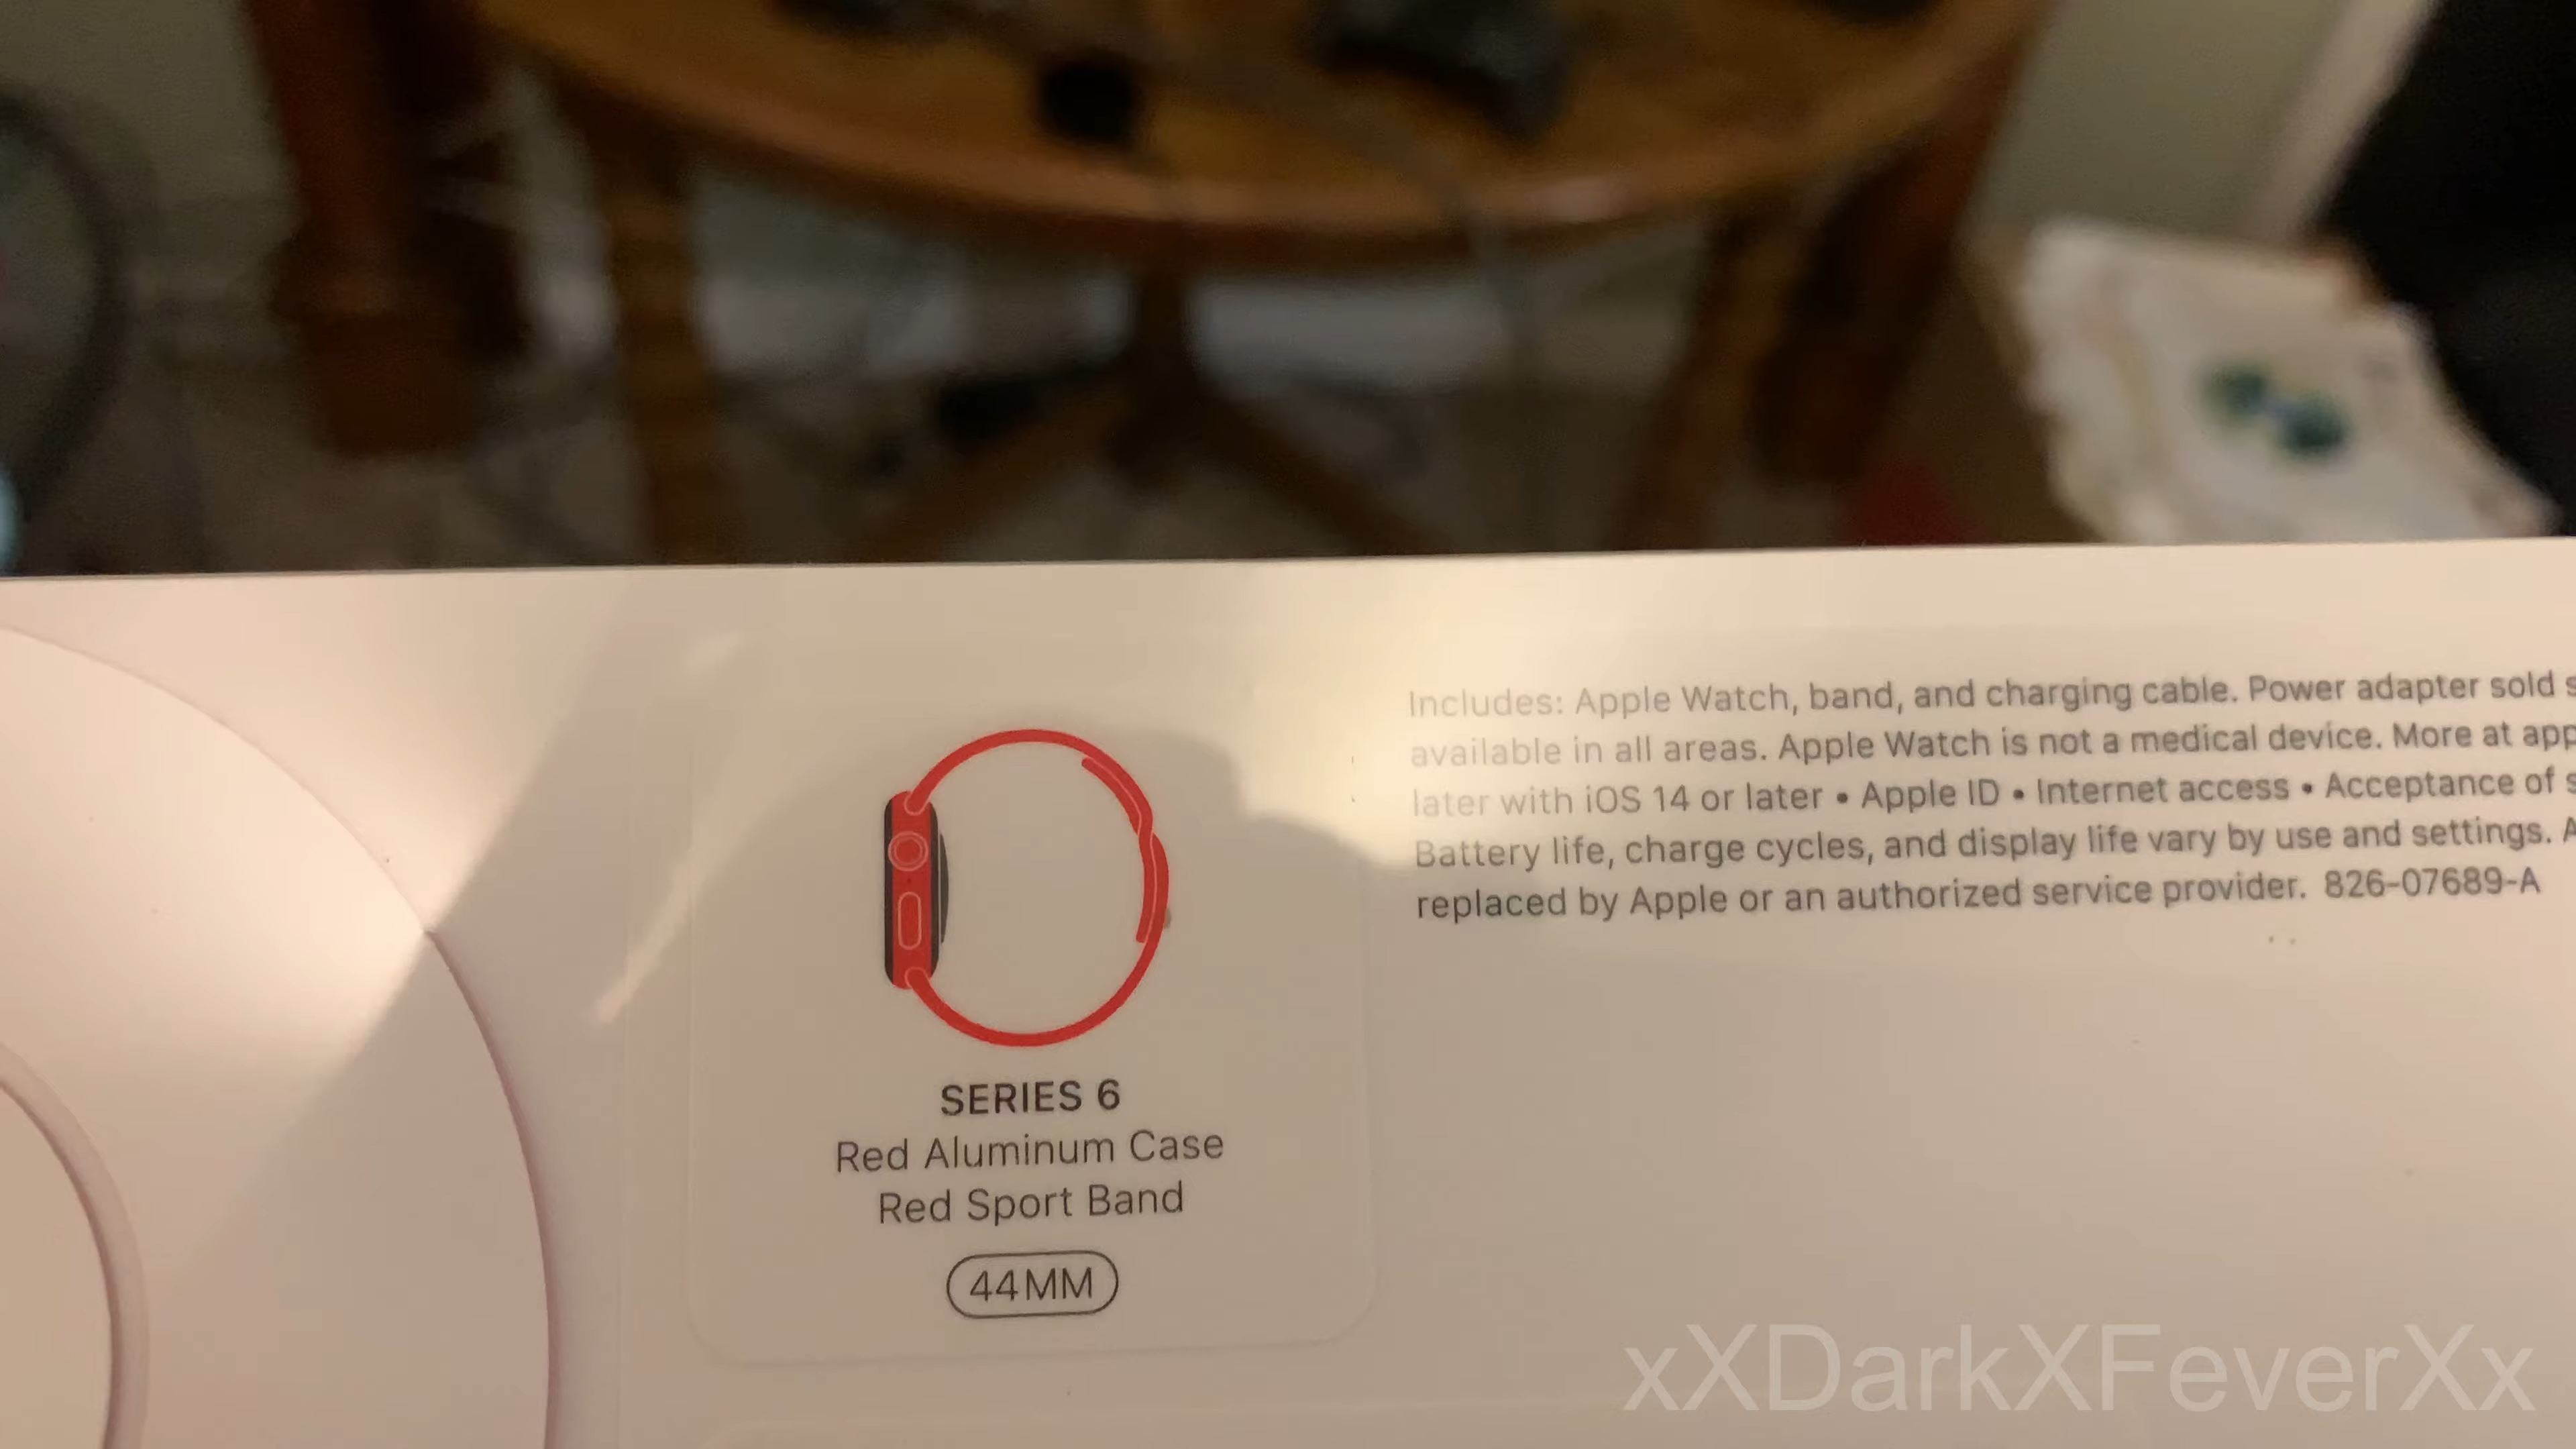 Includes: Apple Watch, band, and charging cable. Power adapter sold s
available in all areas. Apple Watch is not a medical device. More at app
later with iOS 14 or later • Apple ID • Internet access • Acceptance of s
Battery life, charge cycles, and display life vary by use and settings. A
replaced by Apple or an authorized service provider. 826-07689-A
SERIES 6
Red Aluminum Case
Red Sport Band
44MM
xXDarkXFeverXx